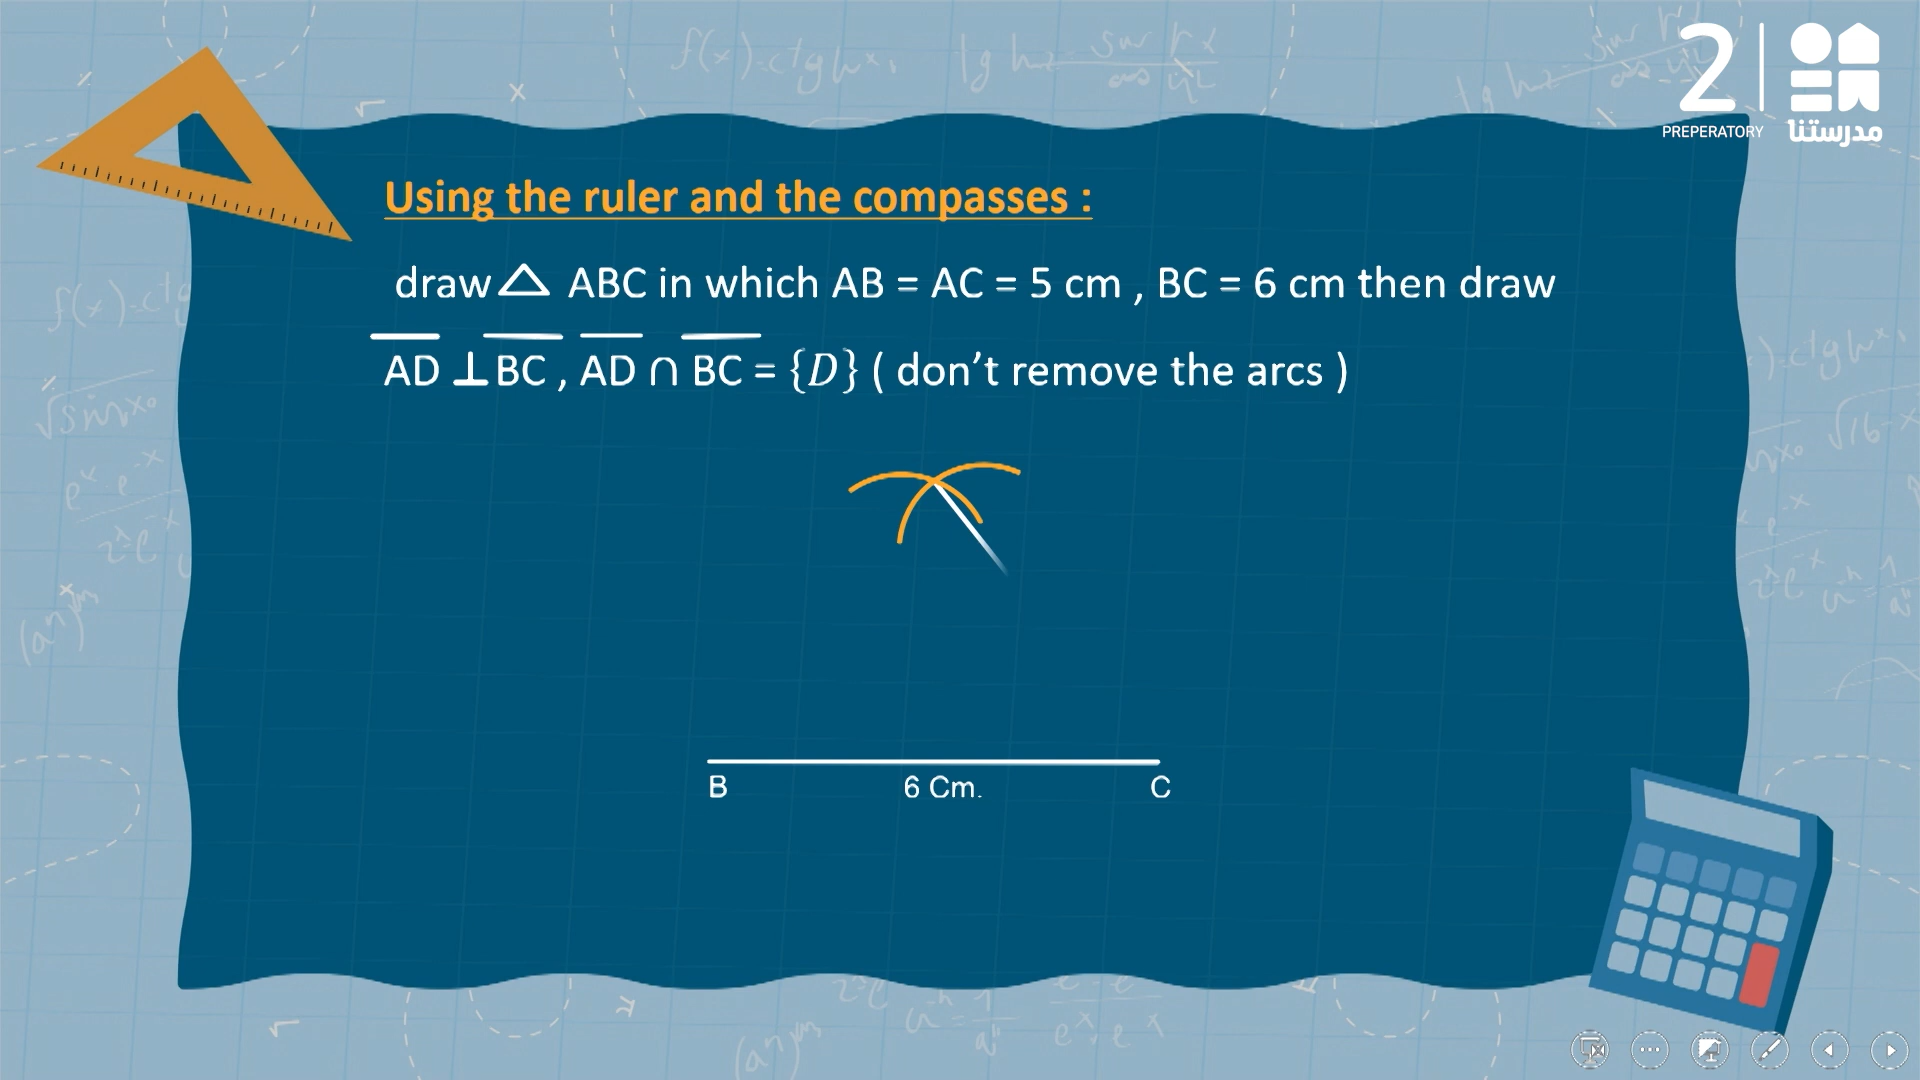 2
PREPERATORY
مدرستنا
Using the ruler and the compasses :
draw △ ABC in which AB = AC = 5 cm , BC = 6 cm then draw
AD ⊥ BC , AD ∩ BC = {D} ( don’t remove the arcs )
B 6 Cm. C